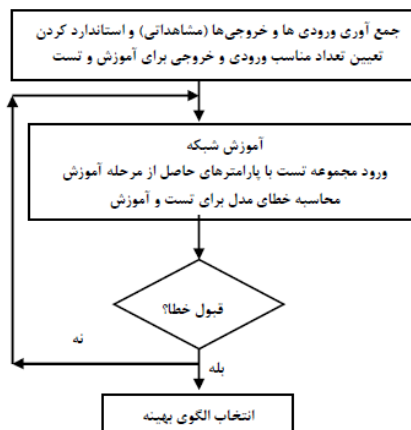 جمع آوری ورودی ها و خروجی‌ها (مشاهداتی) و استاندارد کردن
تعیین تعداد مناسب ورودی و خروجی برای آموزش و تست
آموزش شبکه
ورود مجموعه تست با پارامترهای حاصل از مرحله آموزش
محاسبه خطای مدل برای تست و آموزش
قبول خطا؟
نه
بله
انتخاب الگوی بهینه